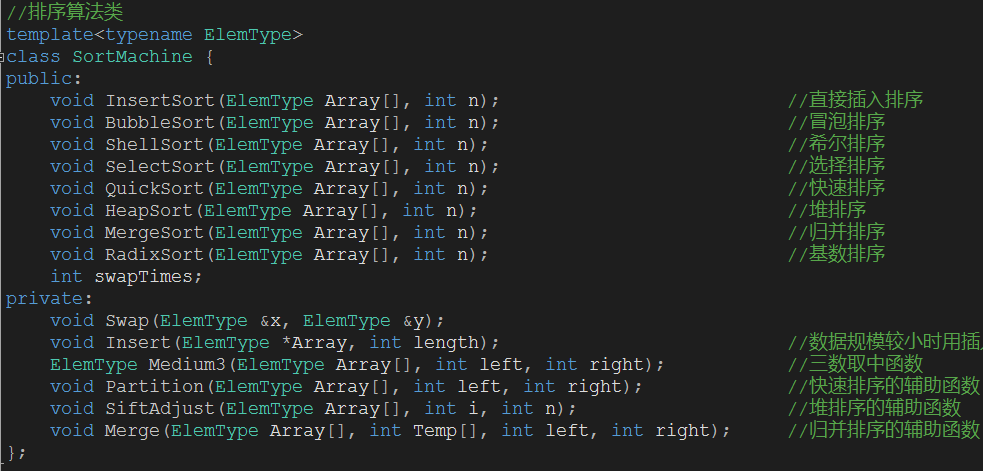 //排序算法类
template<typename ElemType>
class SortMachine {
public:
    void InsertSort(ElemType Array[], int n);                          //直接插入排序
    void BubbleSort(ElemType Array[], int n);                          //冒泡排序
    void ShellSort(ElemType Array[], int n);                           //希尔排序
    void SelectSort(ElemType Array[], int n);                          //选择排序
    void QuickSort(ElemType Array[], int n);                           //快速排序
    void HeapSort(ElemType Array[], int n);                            //堆排序
    void MergeSort(ElemType Array[], int n);                           //归并排序
    void RadixSort(ElemType Array[], int n);                           //基数排序
    int swapTimes;
private:
    void Swap(ElemType &x, ElemType &y);
    void Insert(ElemType *Array, int length);                          //数据规模较小时用插
    ElemType Medium3(ElemType Array[], int left, int right);           //三数取中函数
    void Partition(ElemType Array[], int left, int right);             //快速排序的辅助函数
    void SiftAdjust(ElemType Array[], int i, int n);                   //堆排序的辅助函数
    void Merge(ElemType Array[], int Temp[], int left, int right);     //归并排序的辅助函数
};